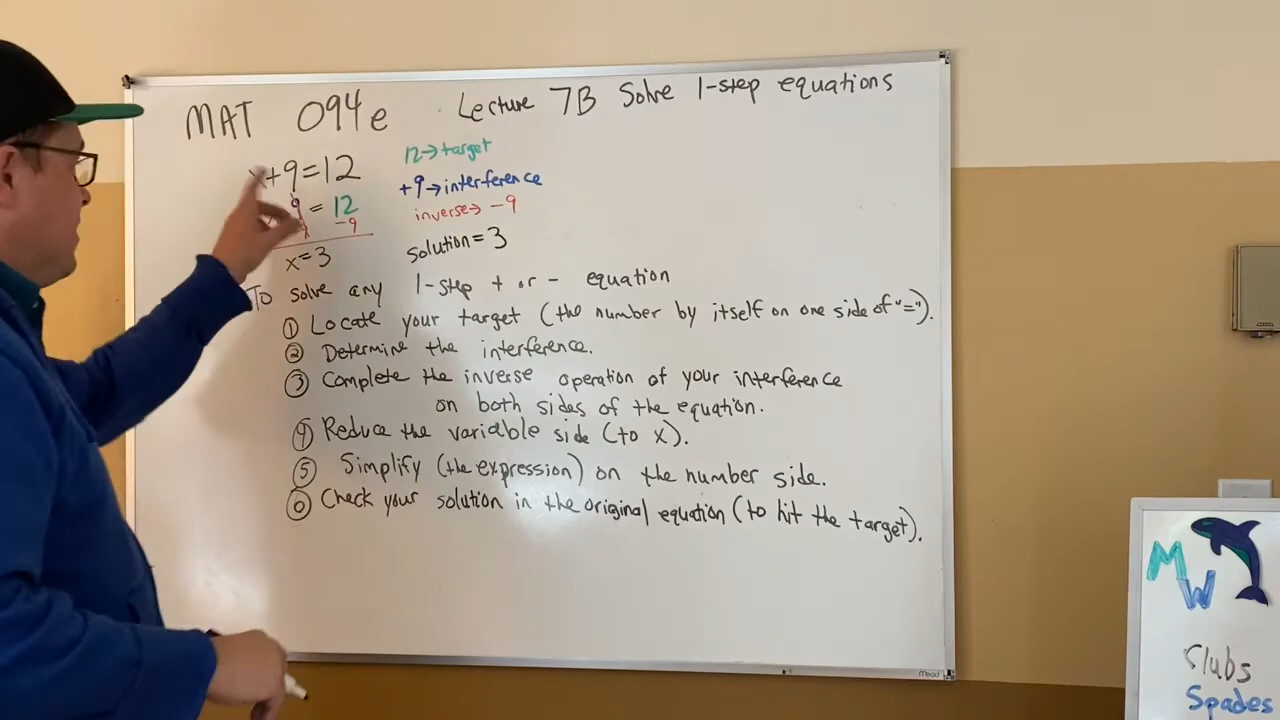 MAT 094e Lecture 7B Solve 1-step equations
x+9=12
12→target
9 = 12
+9→interference
-9
inverse→ -9
x=3
solution=3
To solve any 1-step + or - equation
① Locate your target (the number by itself on one side of "=").
② Determine the interference.
③ Complete the inverse operation of your interference
on both sides of the equation.
④ Reduce the variable side (to x).
⑤ Simplify (the expression) on the number side.
⑥ Check your solution in the original equation (to hit the target).
Mead
MW
Clubs
Spades